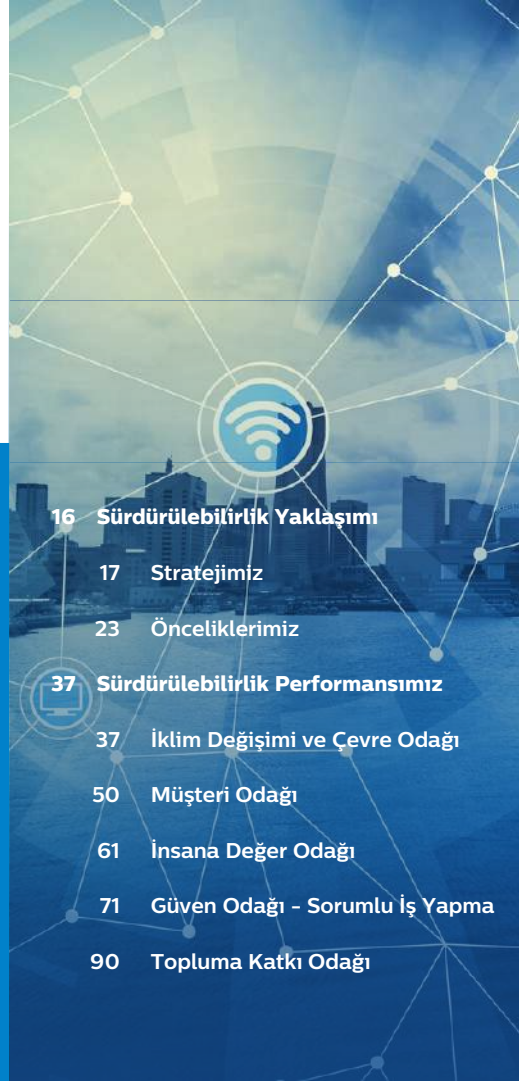 16 Sürdürülebilirlik Yaklaşımı
17 Stratejimiz
23 Önceliklerimiz
37 Sürdürülebilirlik Performansımız
37 İklim Değişimi ve Çevre Odağı
50 Müşteri Odağı
61 İnsana Değer Odağı
71 Güven Odağı - Sorumlu İş Yapma
90 Topluma Katkı Odağı